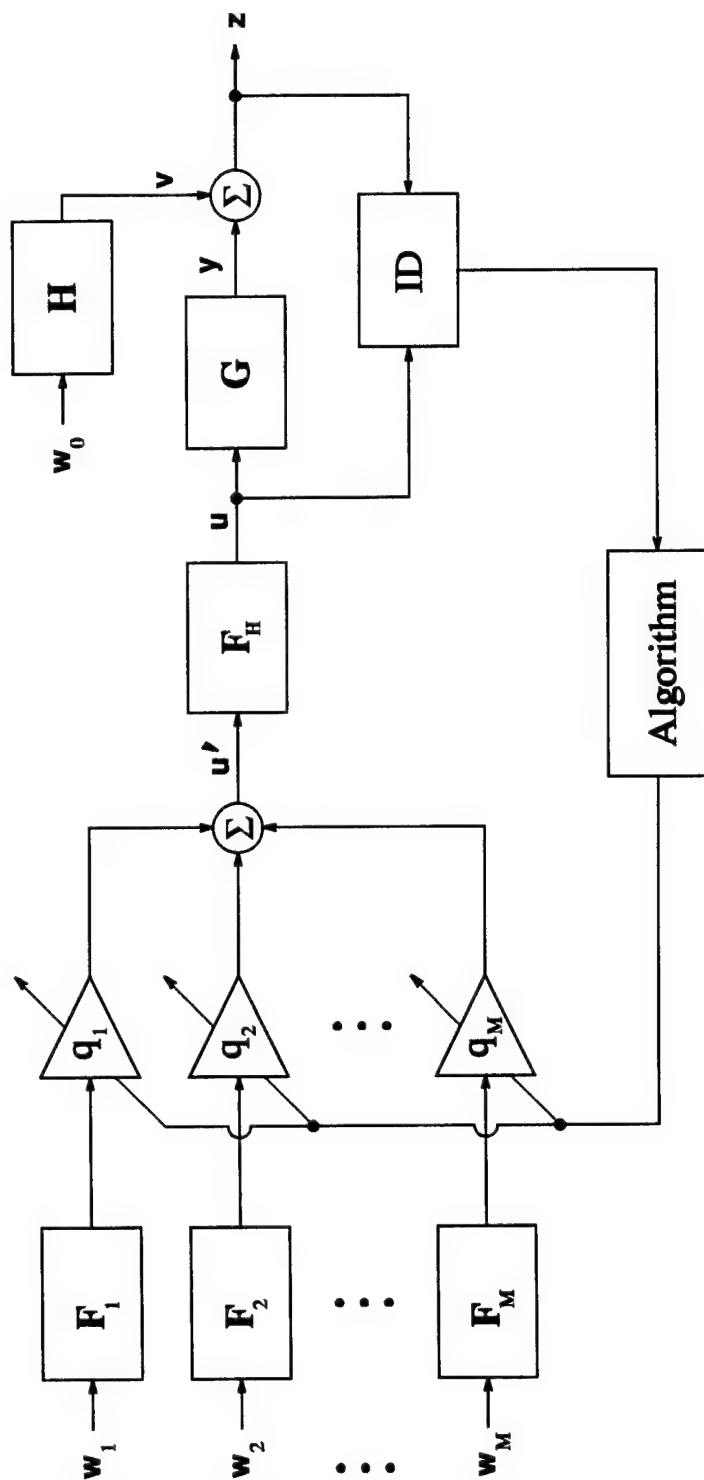 w₁
F₁
q₁
w₂
F₂
q₂
w_M
F_M
q_M
Σ
u′
F_H
u
G
y
w₀
H
v
Σ
z
ID
Algorithm